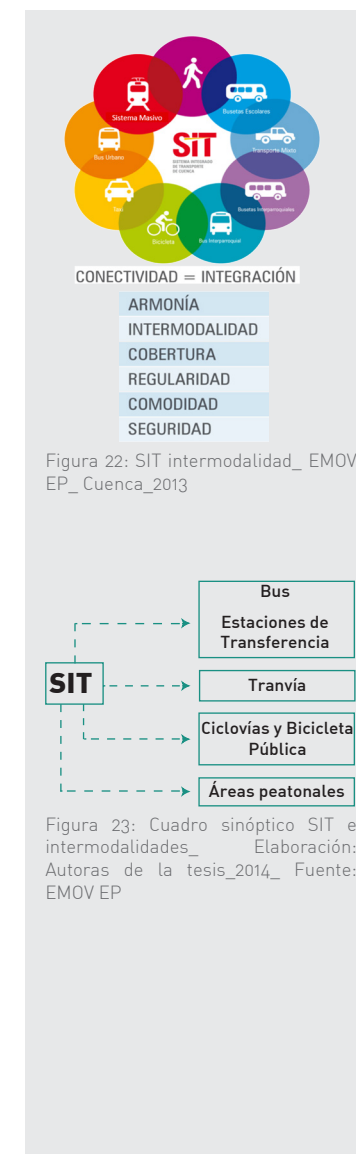 Sistema Masivo
Busetas Escolares
Bus Urbano
SiT
SISTEMA INTEGRADO
DE TRANSPORTE
DE CUENCA
Transporte Mixto
Taxi
Busetas Interparroquiales
Bicicleta
Bus Interparroquial
CONECTIVIDAD = INTEGRACIÓN
ARMONÍA
INTERMODALIDAD
COBERTURA
REGULARIDAD
COMODIDAD
SEGURIDAD
Figura 22: SIT intermodalidad_ EMOV
EP_ Cuenca_2013
Bus
Estaciones de
Transferencia
SIT
Tranvía
Ciclovías y Bicicleta
Pública
Áreas peatonales
Figura 23: Cuadro sinóptico SIT e
intermodalidades_ Elaboración:
Autoras de la tesis_2014_ Fuente:
EMOV EP